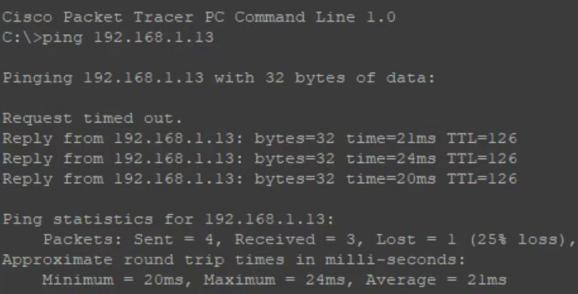 Cisco Packet Tracer PC Command Line 1.0
C:\>ping 192.168.1.13
Pinging 192.168.1.13 with 32 bytes of data:
Request timed out.
Reply from 192.168.1.13: bytes=32 time=21ms TTL=126
Reply from 192.168.1.13: bytes=32 time=24ms TTL=126
Reply from 192.168.1.13: bytes=32 time=20ms TTL=126
Ping statistics for 192.168.1.13:
Packets: Sent = 4, Received = 3, Lost = 1 (25% loss),
Approximate round trip times in milli-seconds:
Minimum = 20ms, Maximum = 24ms, Average = 21ms